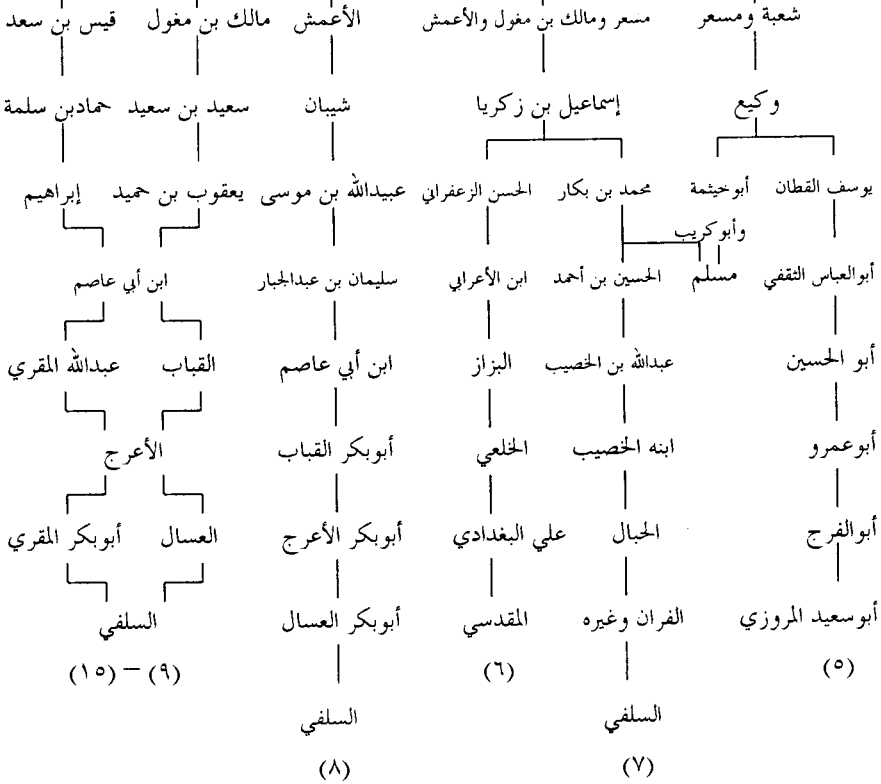 شعبة ومسعر مسعر ومالك بن مغول والأعمش الأعمش مالك بن مغول قيس بن سعد
وكيع إسماعيل بن زكريا شيبان سعيد بن سعيد حمادبن سلمة
يوسف القطان أبوخيثمة محمد بن بكار الحسن الزعفراني عبيدالله بن موسى يعقوب بن حميد إبراهيم
وأبوكريب
أبوالعباس الثقفي مسلم الحسين بن أحمد ابن الأعرابي سليمان بن عبدالجبار ابن أبي عاصم
أبو الحسين عبدالله بن الخصيب البزاز ابن أبي عاصم القباب عبدالله المقري
أبوعمرو ابنه الخصيب الخلعي أبوبكر القباب الأعرج
أبوالفرج الحبال علي البغدادي أبوبكر الأعرج العسال أبوبكر المقري
أبوسعيد المروزي الفران وغيره المقدسي أبوبكر العسال السلفي
(٥) (٦) (٩) – (١٥)
السلفي السلفي
(٧) (٨)